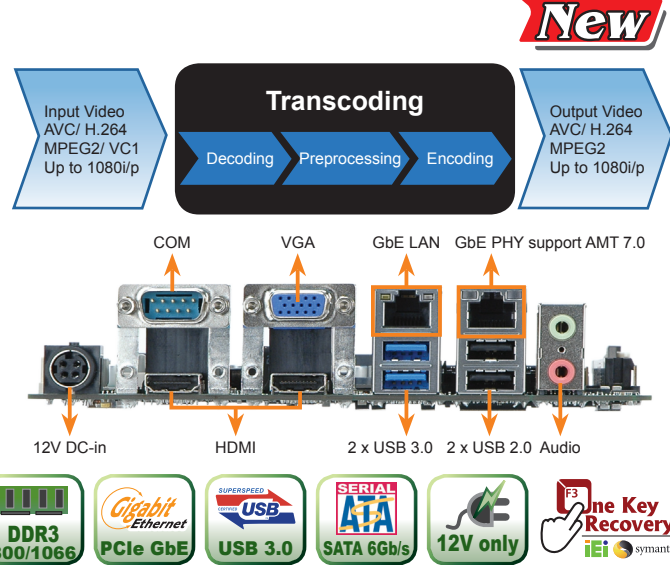 New
Input Video
AVC/ H.264
MPEG2/ VC1
Up to 1080i/p
Transcoding
Decoding
Preprocessing
Encoding
Output Video
AVC/ H.264
MPEG2
Up to 1080i/p
COM
VGA
GbE LAN
GbE PHY support AMT 7.0
12V DC-in
HDMI
2 x USB 3.0
2 x USB 2.0
Audio
DDR3
800/1066
Gigabit
Ethernet
PCIe GbE
SUPERSPEED
CERTIFIED
USB
USB 3.0
SERIAL
ATA
SATA 6Gb/s
12V only
F3
One Key
Recovery
iEi